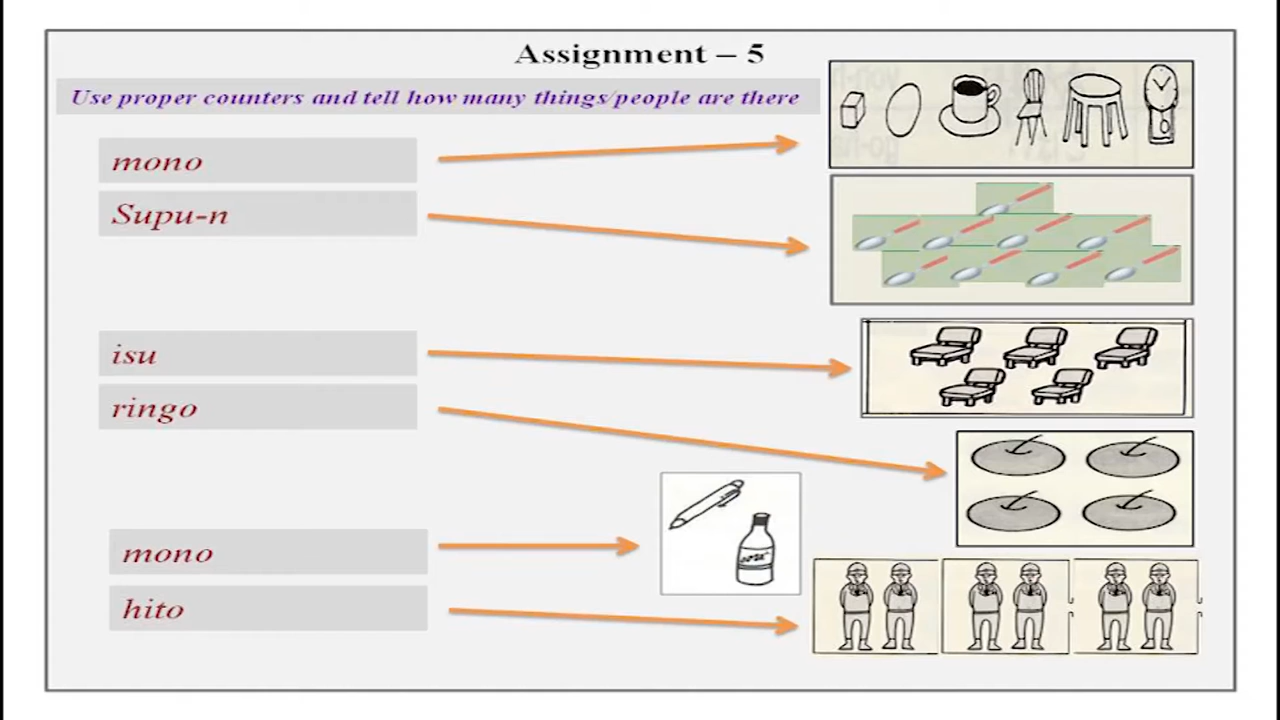 Assignment – 5
Use proper counters and tell how many things/people are there
mono
Supu-n
isu
ringo
mono
hito